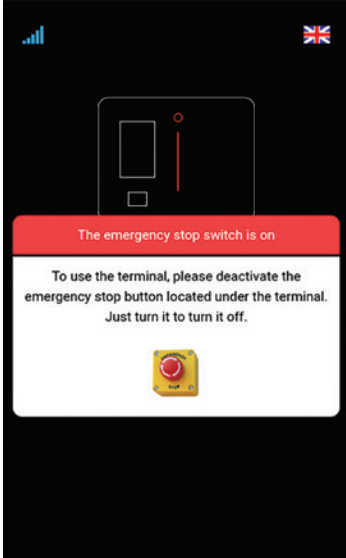 The emergency stop switch is on
To use the terminal, please deactivate the
emergency stop button located under the terminal.
Just turn it to turn it off.